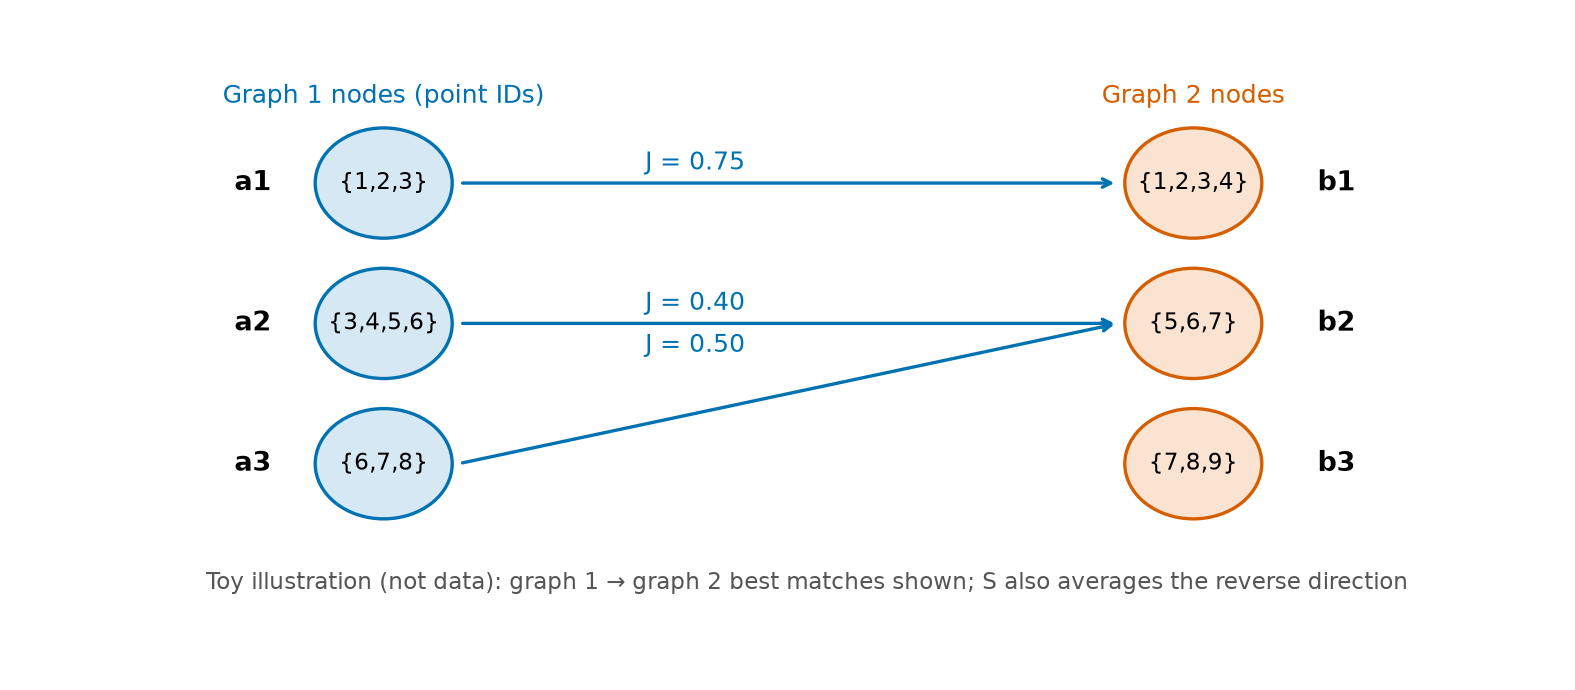 Graph 1 nodes (point IDs)
Graph 2 nodes
a1
{1,2,3}
J = 0.75
{1,2,3,4}
b1
a2
{3,4,5,6}
J = 0.40
J = 0.50
{5,6,7}
b2
a3
{6,7,8}
{7,8,9}
b3
Toy illustration (not data): graph 1 → graph 2 best matches shown; S also averages the reverse direction